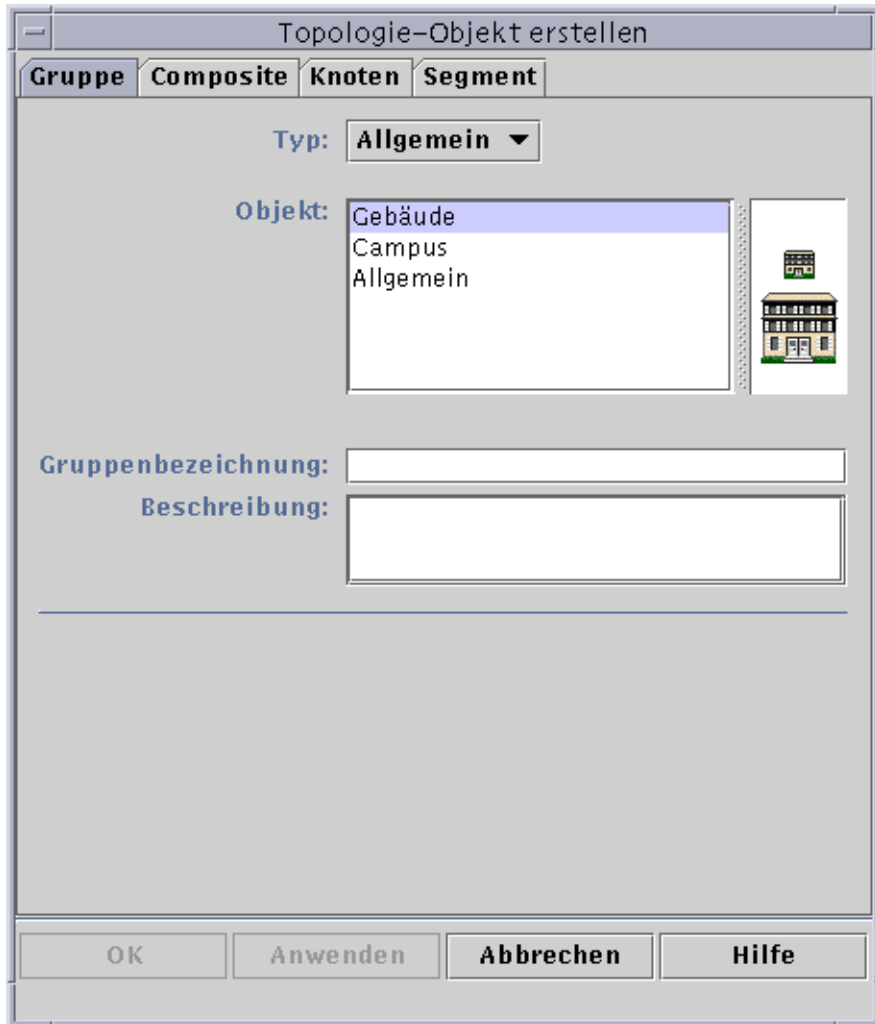 Topologie-Objekt erstellen
Gruppe Composite Knoten Segment
Typ: Allgemein
Objekt: Gebäude
Campus
Allgemein
Gruppenbezeichnung:
Beschreibung:
OK Anwenden Abbrechen Hilfe